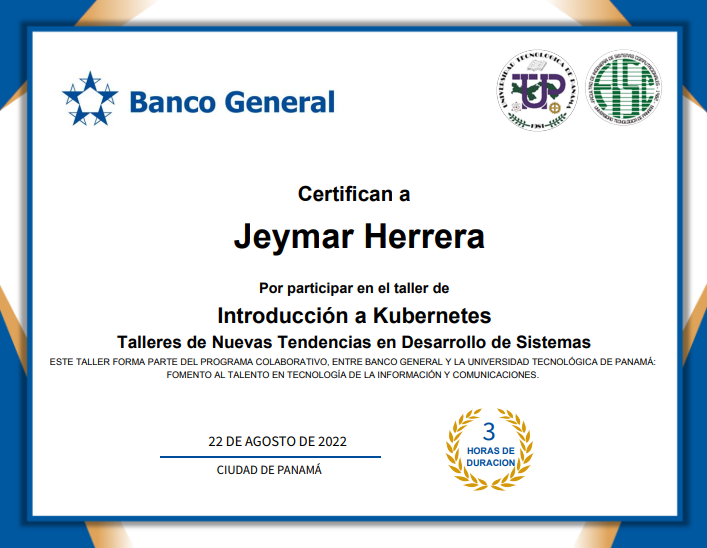 Banco General
UNIVERSIDAD TECNOLÓGICA DE PANAMÁ
UTP
1981
FISC
Certifican a
Jeymar Herrera
Por participar en el taller de
Introducción a Kubernetes
Talleres de Nuevas Tendencias en Desarrollo de Sistemas
ESTE TALLER FORMA PARTE DEL PROGRAMA COLABORATIVO, ENTRE BANCO GENERAL Y LA UNIVERSIDAD TECNOLÓGICA DE PANAMÁ:
FOMENTO AL TALENTO EN TECNOLOGÍA DE LA INFORMACIÓN Y COMUNICACIONES.
22 DE AGOSTO DE 2022
CIUDAD DE PANAMÁ
3
HORAS DE
DURACION